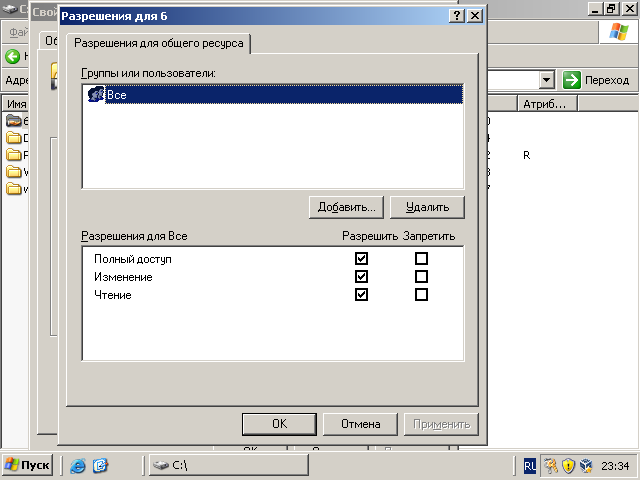 C:
Свой
Разрешения для 6
Фай
Об
Разрешения для общего ресурса
Адре
Переход
Группы или пользователи:
Имя
Атриб...
Все
R
Добавить...
Удалить
Разрешения для Все
Разрешить
Запретить
Полный доступ
Изменение
Чтение
OK
Отмена
Применить
Пуск
C:\
RU
23:34